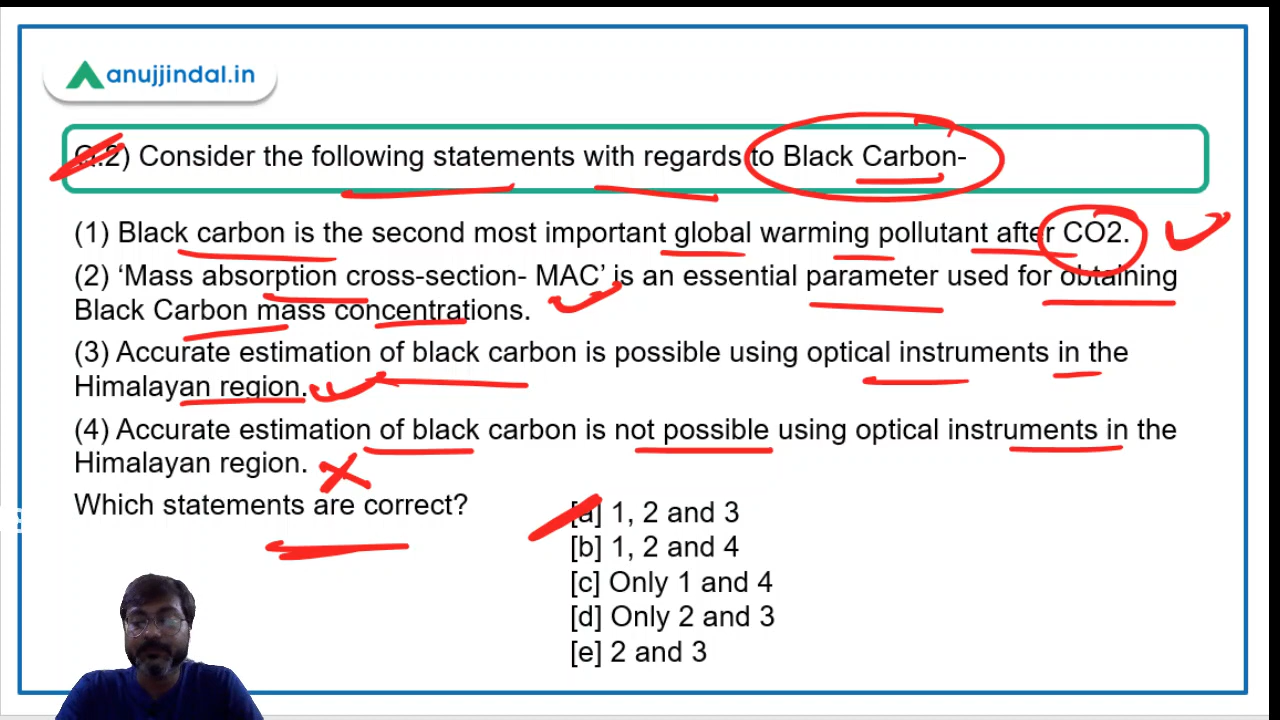 anujjindal.in
Q.2) Consider the following statements with regards to Black Carbon-
(1) Black carbon is the second most important global warming pollutant after CO2.
(2) ‘Mass absorption cross-section- MAC’ is an essential parameter used for obtaining
Black Carbon mass concentrations.
(3) Accurate estimation of black carbon is possible using optical instruments in the
Himalayan region.
(4) Accurate estimation of black carbon is not possible using optical instruments in the
Himalayan region.
Which statements are correct?
[a] 1, 2 and 3
[b] 1, 2 and 4
[c] Only 1 and 4
[d] Only 2 and 3
[e] 2 and 3